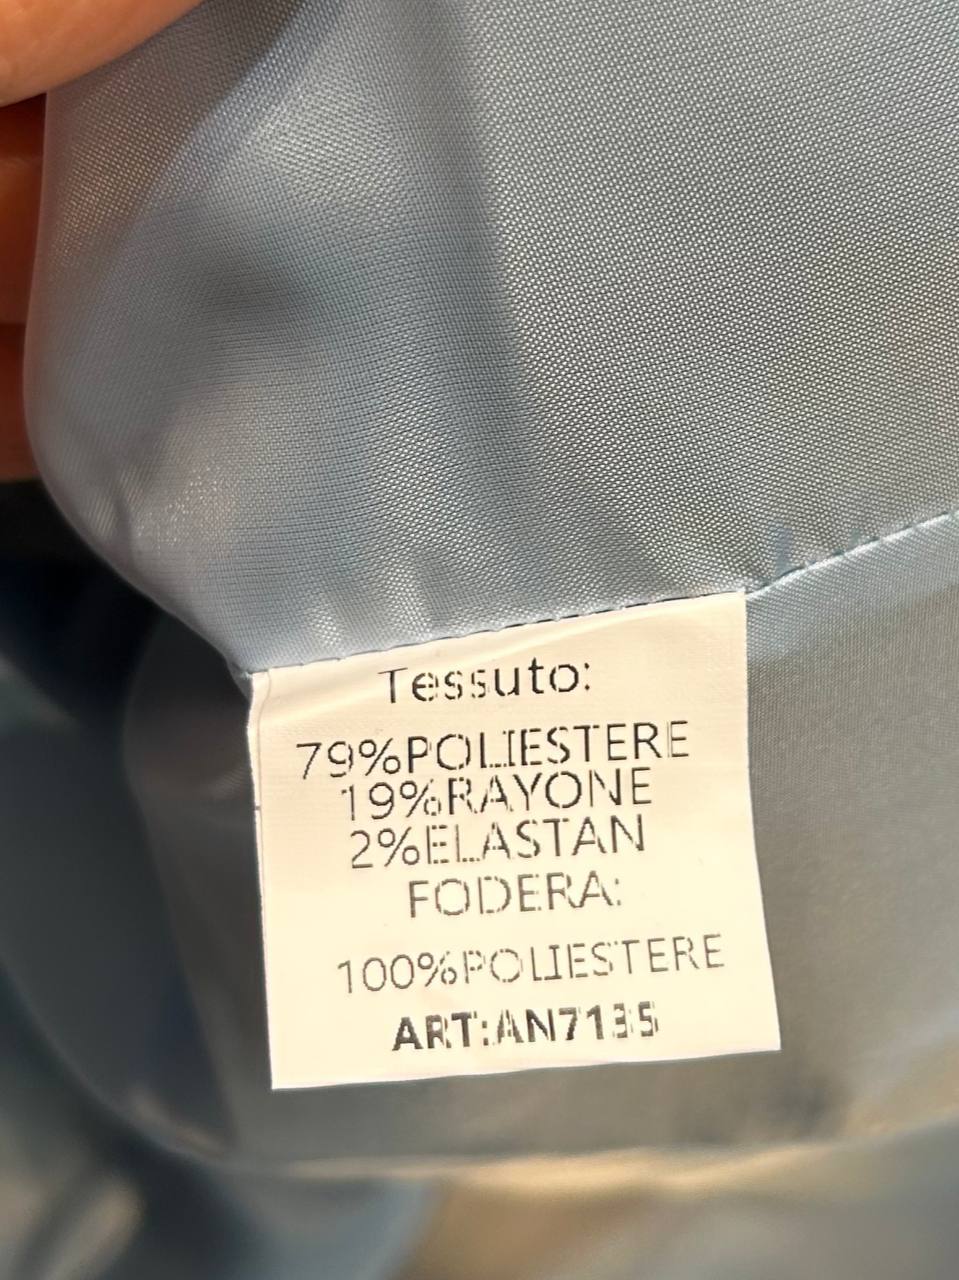 Tessuto:
79%POLIESTERE
19%RAYONE
2%ELASTAN
FODERA:
100%POLIESTERE
ART:AN7135